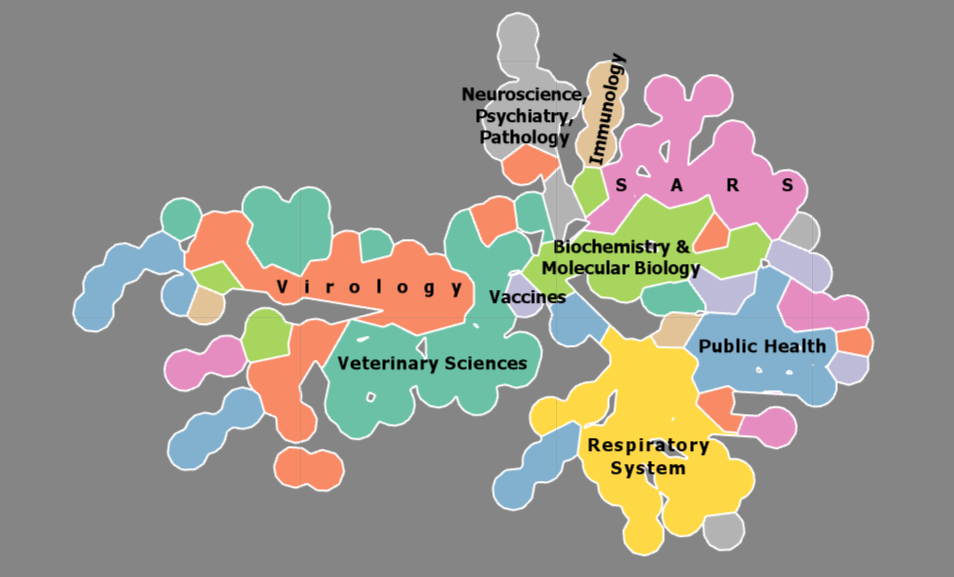 Neuroscience,
Psychiatry,
Pathology
Immunology
S A R S
Biochemistry &
Molecular Biology
Virology
Vaccines
Public Health
Veterinary Sciences
Respiratory
System